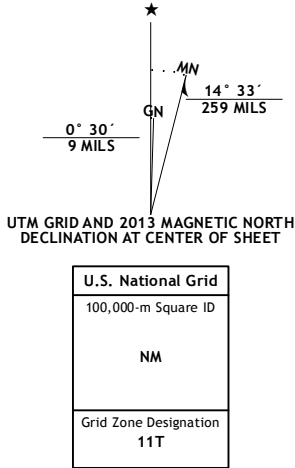 ★
MN
GN
14° 33´
259 MILS
0° 30´
9 MILS
UTM GRID AND 2013 MAGNETIC NORTH
DECLINATION AT CENTER OF SHEET
U.S. National Grid
100,000-m Square ID
NM
Grid Zone Designation
11T